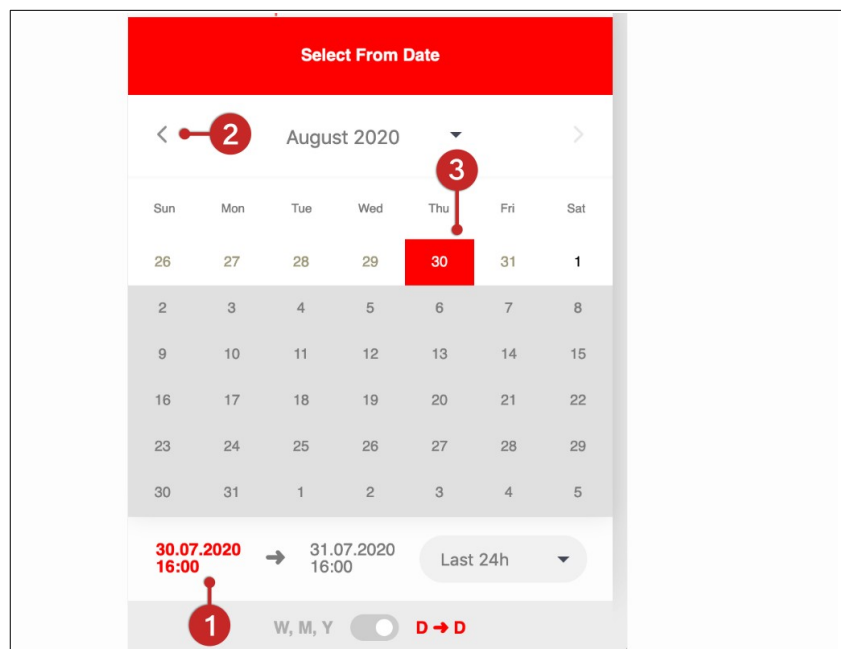 Select From Date
2 August 2020
3
Sun Mon Tue Wed Thu Fri Sat
26 27 28 29 30 31 1
2 3 4 5 6 7 8
9 10 11 12 13 14 15
16 17 18 19 20 21 22
23 24 25 26 27 28 29
30 31 1 2 3 4 5
30.07.2020 ➔ 31.07.2020 Last 24h
16:00 16:00
1 W, M, Y D ➔ D